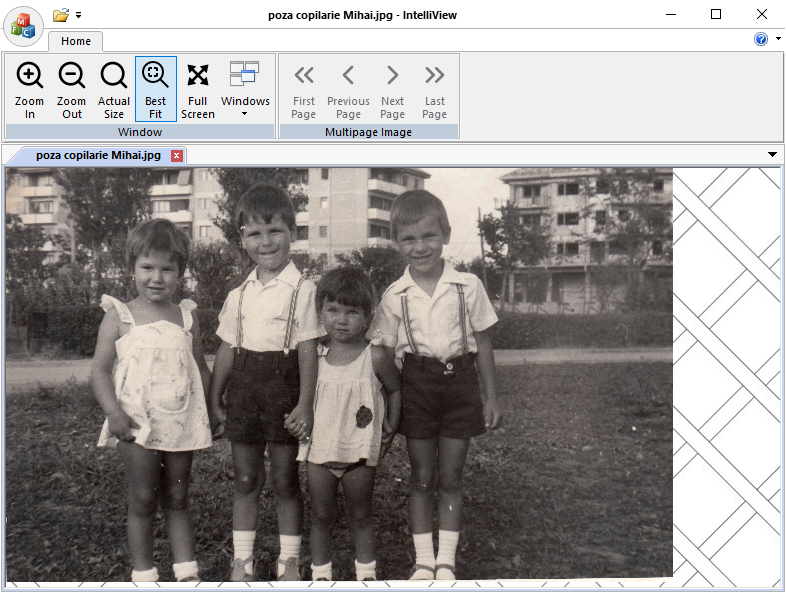 poza copilarie Mihai.jpg - IntelliView
Home
Zoom In
Zoom Out
Actual Size
Best Fit
Full Screen
Windows
Window
First Page
Previous Page
Next Page
Last Page
Multipage Image
poza copilarie Mihai.jpg